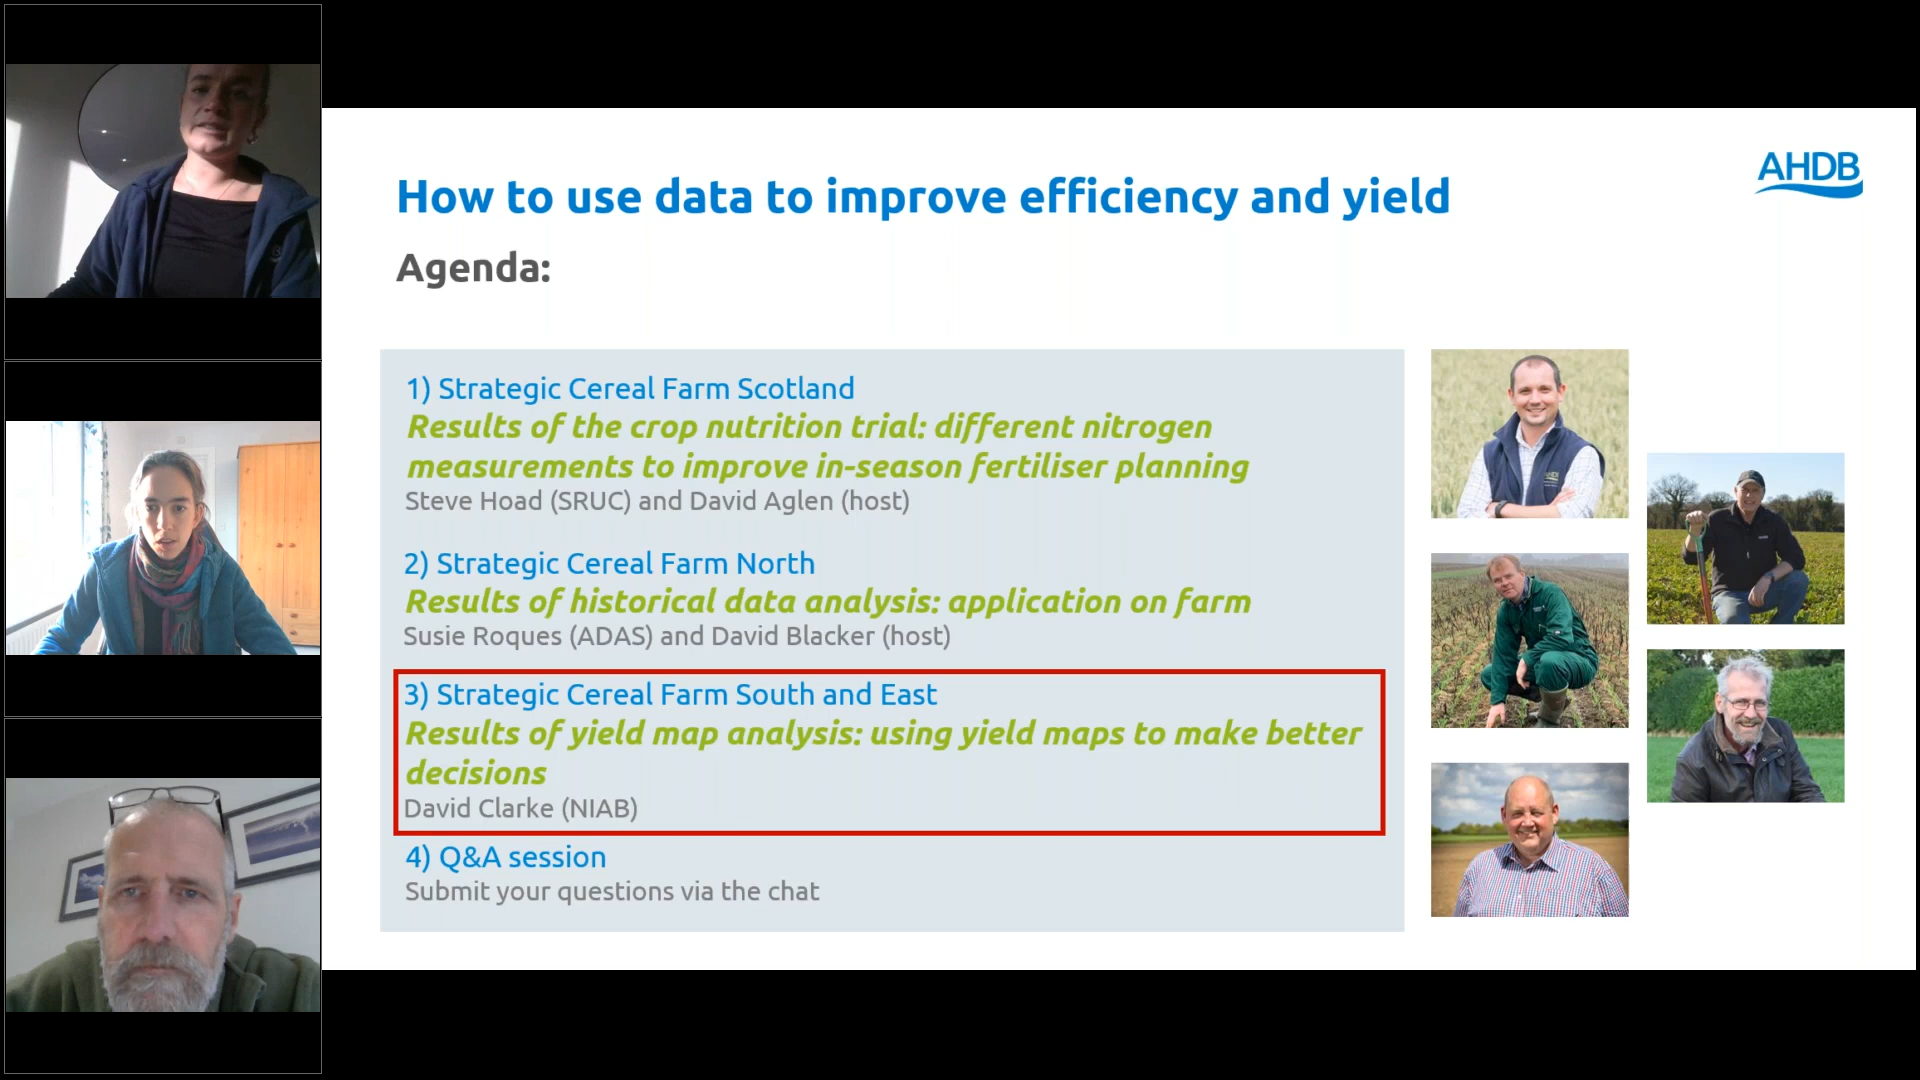 How to use data to improve efficiency and yield
AHDB
Agenda:
1) Strategic Cereal Farm Scotland
Results of the crop nutrition trial: different nitrogen
measurements to improve in-season fertiliser planning
Steve Hoad (SRUC) and David Aglen (host)
2) Strategic Cereal Farm North
Results of historical data analysis: application on farm
Susie Roques (ADAS) and David Blacker (host)
3) Strategic Cereal Farm South and East
Results of yield map analysis: using yield maps to make better
decisions
David Clarke (NIAB)
4) Q&A session
Submit your questions via the chat